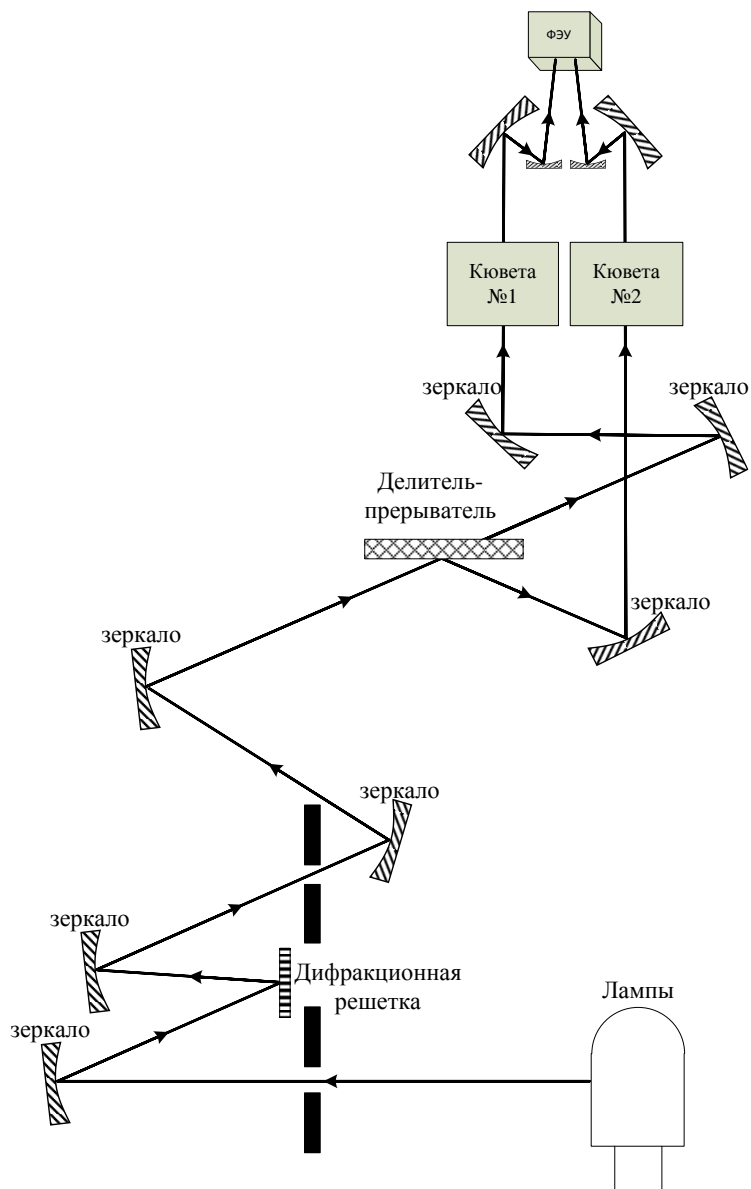 ФЭУ
Кювета
№1
Кювета
№2
зеркало
зеркало
Делитель-
прерыватель
зеркало
зеркало
зеркало
зеркало
Дифракционная
решетка
Лампы
зеркало